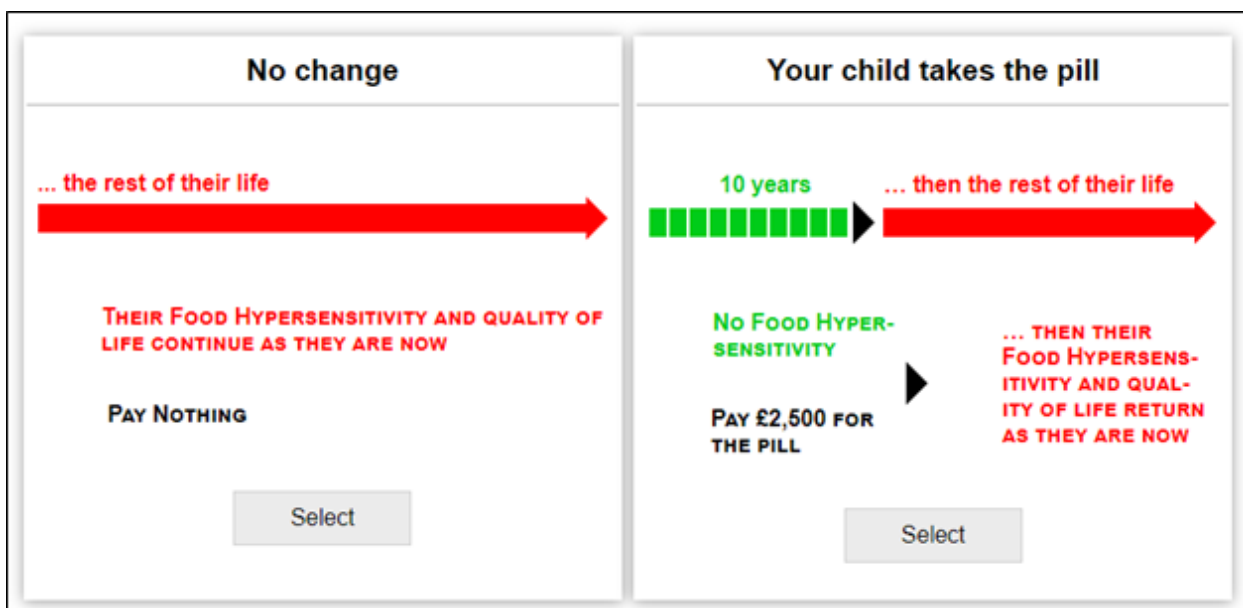 No change
... the rest of their life
THEIR FOOD HYPERSENSITIVITY AND QUALITY OF
LIFE CONTINUE AS THEY ARE NOW
PAY NOTHING
Select
Your child takes the pill
10 years
... then the rest of their life
NO FOOD HYPER-
SENSITIVITY
PAY £2,500 FOR
THE PILL
... THEN THEIR
FOOD HYPERSENS-
ITIVITY AND QUAL-
ITY OF LIFE RETURN
AS THEY ARE NOW
Select